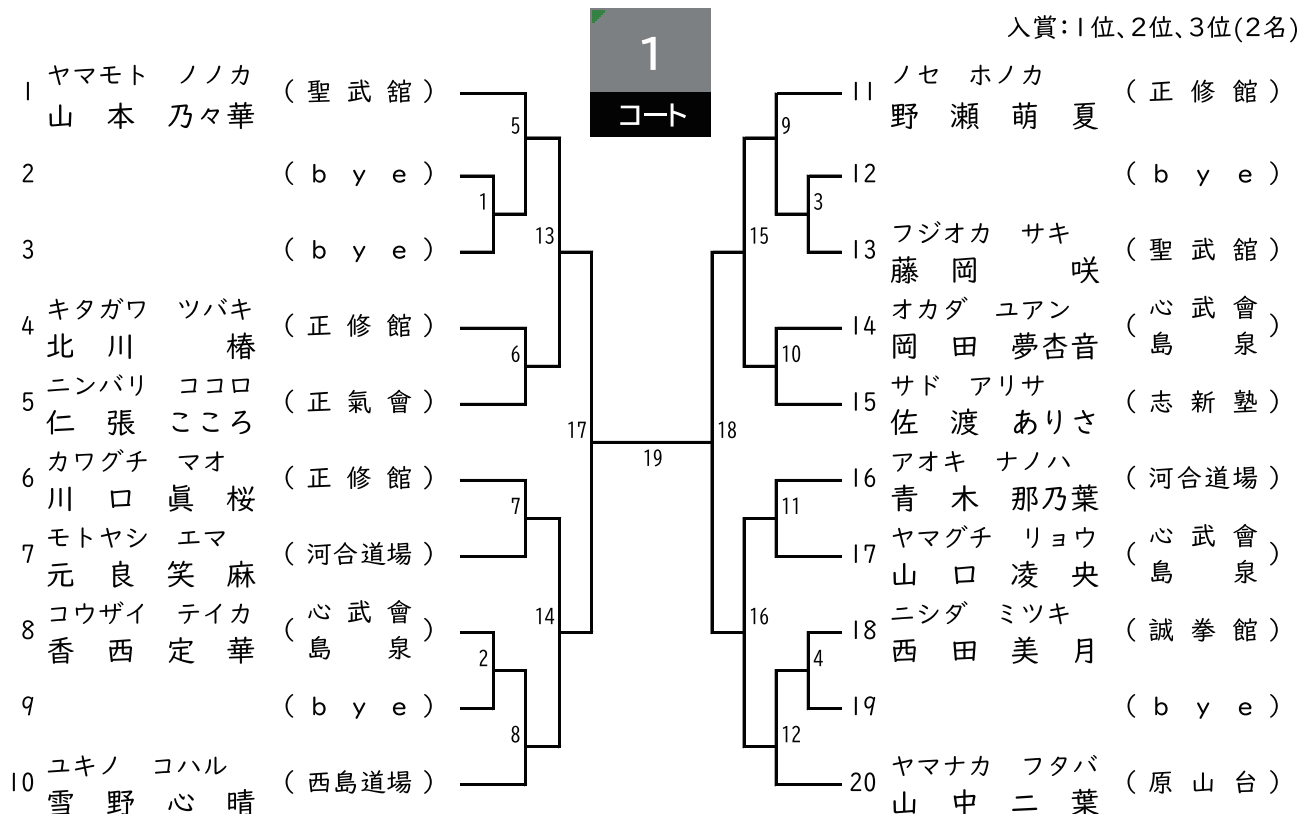 入賞：1位、2位、3位(2名)
1
コート
1 ヤマモト ノノカ
山本 乃々華 (聖武舘)
2 (bye)
3 (bye)
4 キタガワ ツバキ
北川 椿 (正修館)
5 ニンバリ ココロ
仁張 こころ (正氣會)
6 カワグチ マオ
川口 眞桜 (正修館)
7 モトヤシ エマ
元良 笑麻 (河合道場)
8 コウザイ テイカ (心武會
香西 定華 島泉)
9 (bye)
10 ユキノ コハル
雪野 心晴 (西島道場)
5
1
13
6
17
7
14
2
8
19
9
3
15
10
18
11
16
4
12
11 ノセ ホノカ
野瀬 萌夏 (正修館)
12 (bye)
13 フジオカ サキ
藤岡 咲 (聖武舘)
14 オカダ ユアン (心武會
岡田 夢杏音 島泉)
15 サド アリサ
佐渡 ありさ (志新塾)
16 アオキ ナノハ
青木 那乃葉 (河合道場)
17 ヤマグチ リョウ (心武會
山口 凌央 島泉)
18 ニシダ ミツキ
西田 美月 (誠拳館)
19 (bye)
20 ヤマナカ フタバ
山中 二葉 (原山台)